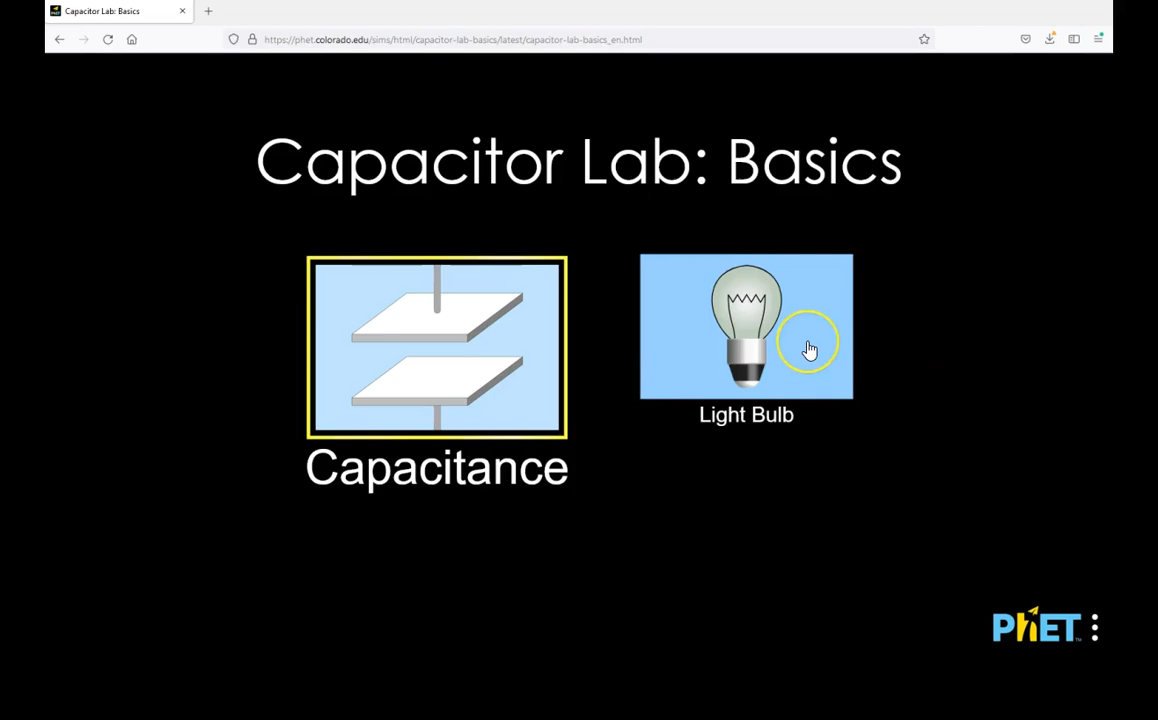 Capacitor Lab: Basics
https://phet.colorado.edu/sims/html/capacitor-lab-basics/latest/capacitor-lab-basics_en.html
Capacitor Lab: Basics
Light Bulb
Capacitance
PhET